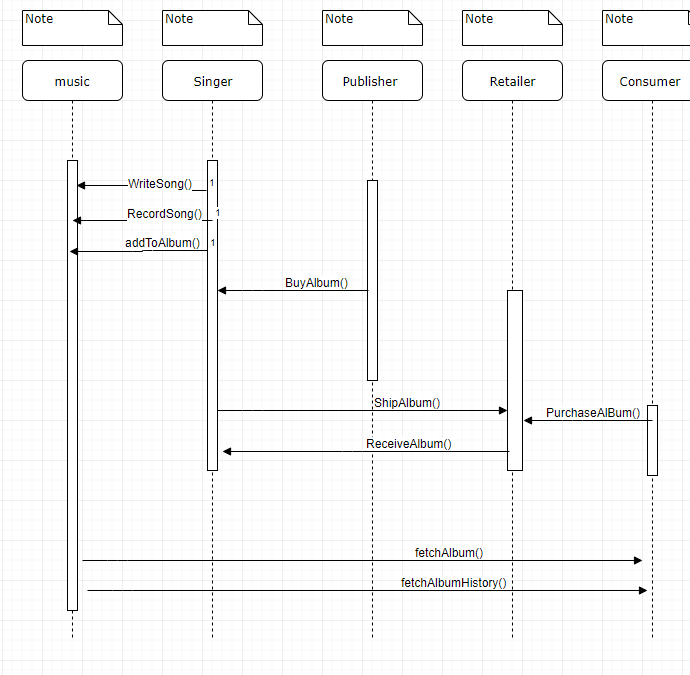 Note
Note
Note
Note
Note
music
Singer
Publisher
Retailer
Consumer
WriteSong()
1
RecordSong()
1
addToAlbum()
1
BuyAlbum()
ShipAlbum()
PurchaseAlBum()
ReceiveAlbum()
fetchAlbum()
fetchAlbumHistory()